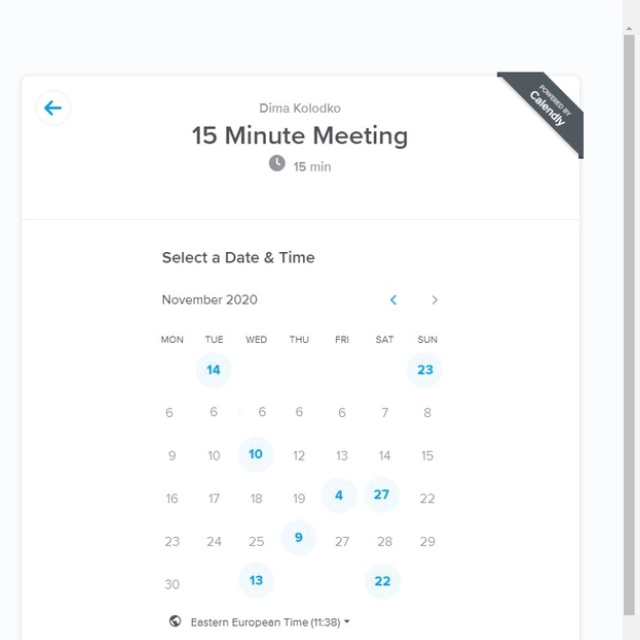 POWERED BY
Calendly
Dima Kolodko
15 Minute Meeting
15 min
Select a Date & Time
November 2020
MON TUE WED THU FRI SAT SUN
14 23
6 6 6 6 6 7 8
9 10 10 12 13 14 15
16 17 18 19 4 27 22
23 24 25 9 27 28 29
30 13 22
Eastern European Time (11:38)